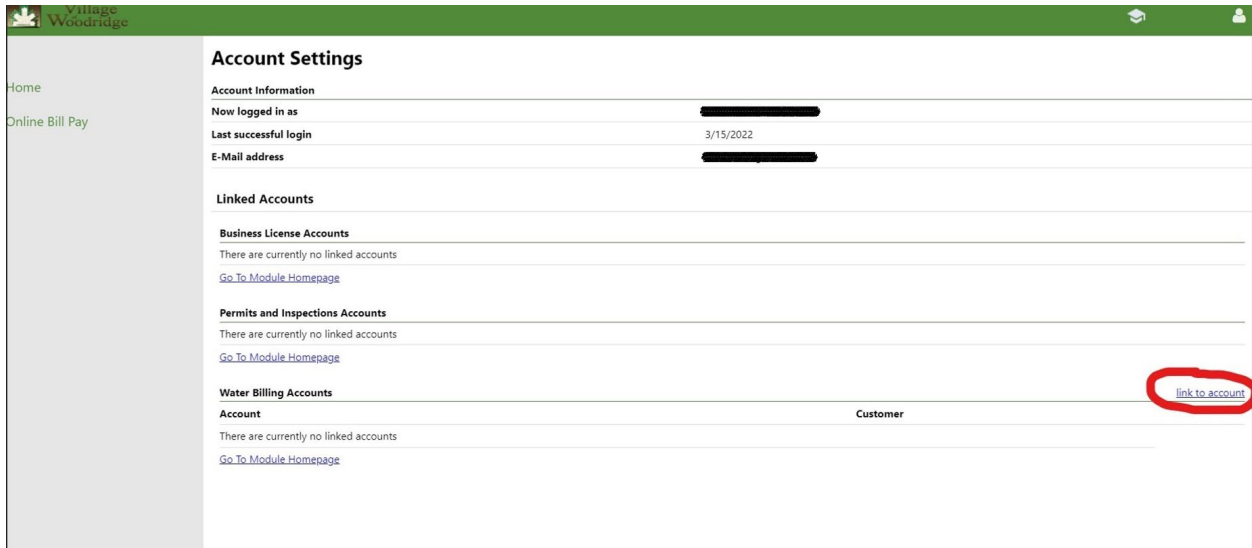 Village
Woodridge
Home
Online Bill Pay
Account Settings
Account Information
Now logged in as
Last successful login 3/15/2022
E-Mail address
Linked Accounts
Business License Accounts
There are currently no linked accounts
Go To Module Homepage
Permits and Inspections Accounts
There are currently no linked accounts
Go To Module Homepage
Water Billing Accounts link to account
Account Customer
There are currently no linked accounts
Go To Module Homepage